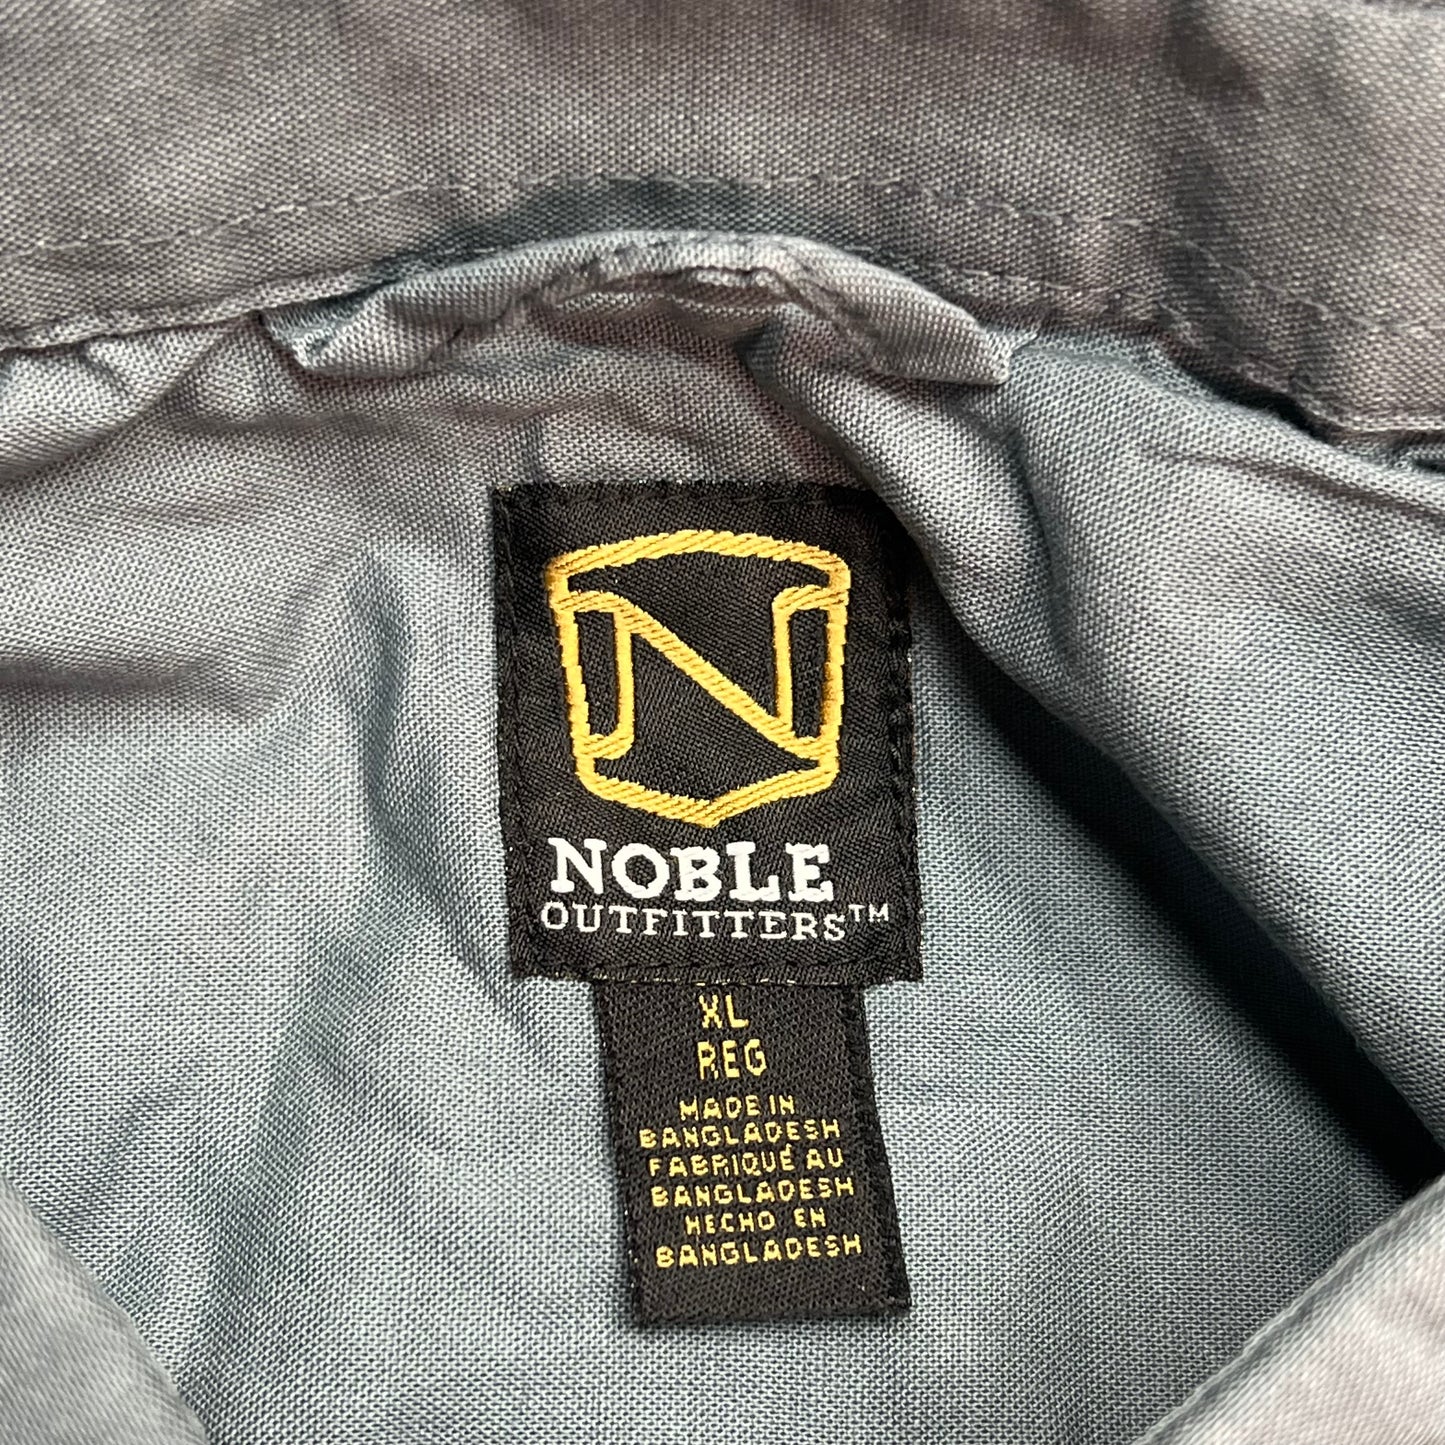 N
NOBLE
OUTFITTERS™
XL
REG
MADE IN
BANGLADESH
FABRIQUÉ AU
BANGLADESH
HECHO EN
BANGLADESH